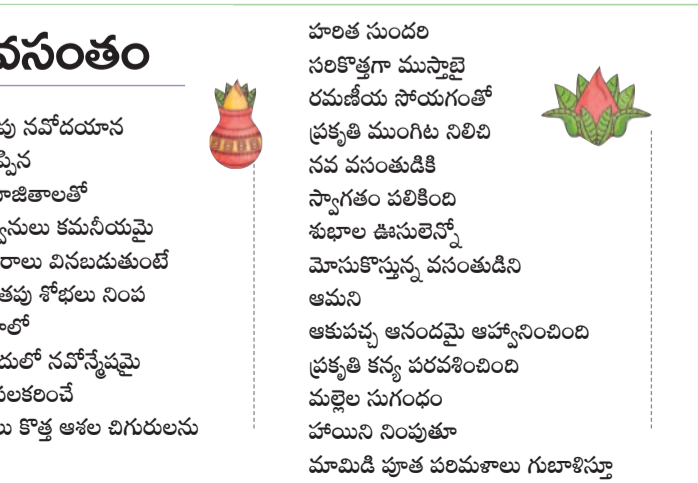 వసంతం
పు నవోదయాన
ప్పిన
జితాలతో
కమనీయమై
రాలు వినబడుతుంటే
తపు శోభలు నింప
లో
దులో నవోన్మేషమై
పలకరించే
లు కొత్త ఆశల చిగురులను
హరిత సుందరి
సరికొత్తగా ముస్తాబై
రమణీయ సోయగంతో
ప్రకృతి ముంగిట నిలిచి
నవ వసంతుడికి
స్వాగతం పలికింది
శుభాల ఊసులెన్నో
మోసుకొస్తున్న వసంతుడిని
ఆమని
ఆకుపచ్చ ఆనందమై ఆహ్వానించింది
ప్రకృతి కన్య పరవశించింది
మల్లెల సుగంధం
హాయిని నింపుతూ
మామిడి పూత పరిమళాలు గుబాళిస్తూ